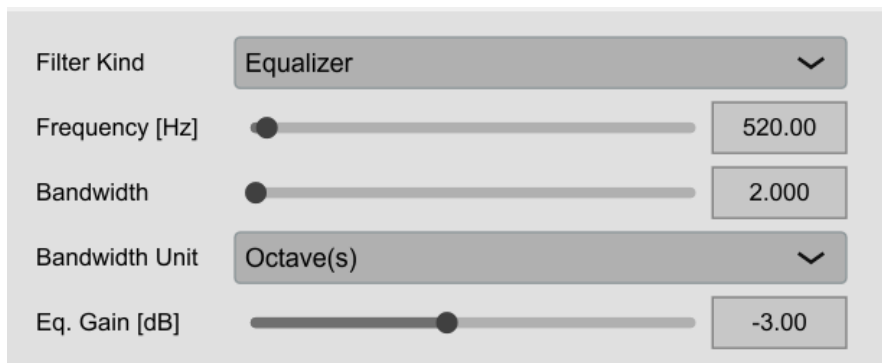 Filter Kind Equalizer
Frequency [Hz] 520.00
Bandwidth 2.000
Bandwidth Unit Octave(s)
Eq. Gain [dB] -3.00